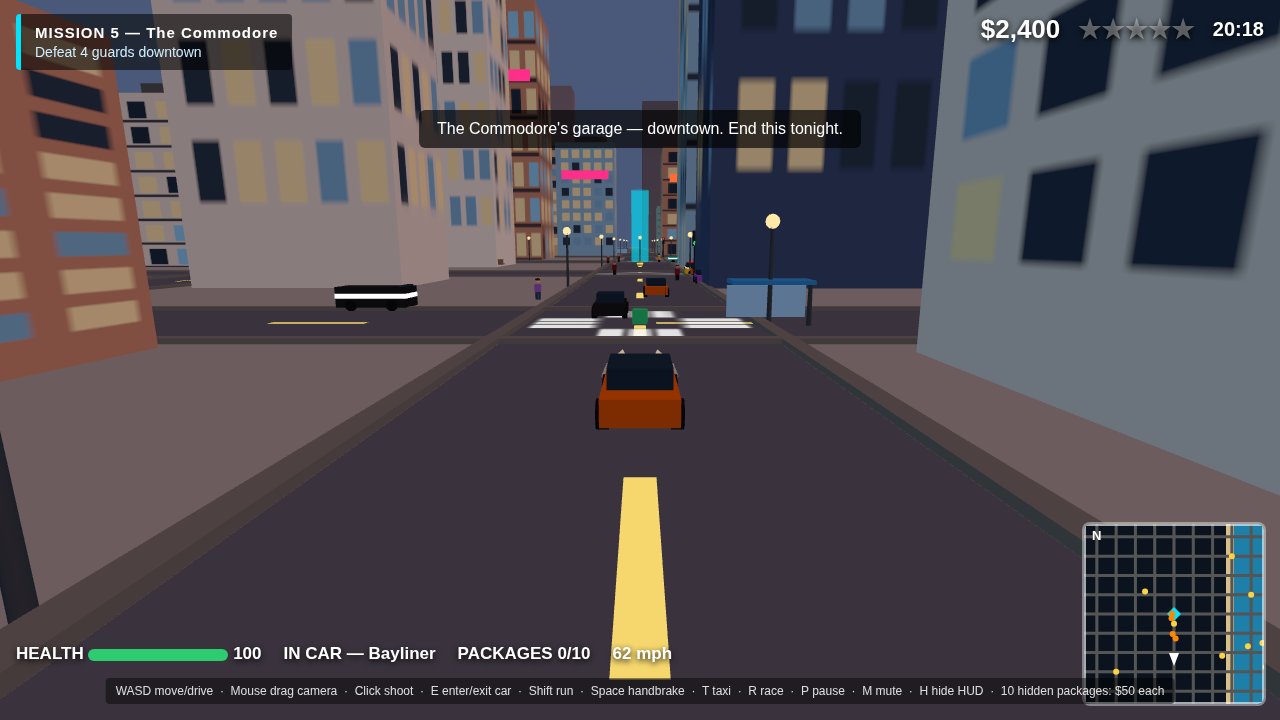 MISSION 5 — The Commodore
Defeat 4 guards downtown
$2,400 ★★★★★ 20:18
The Commodore's garage — downtown. End this tonight.
N
HEALTH 100 IN CAR — Bayliner PACKAGES 0/10 62 mph
WASD move/drive · Mouse drag camera · Click shoot · E enter/exit car · Shift run · Space handbrake · T taxi · R race · P pause · M mute · H hide HUD · 10 hidden packages: $50 each